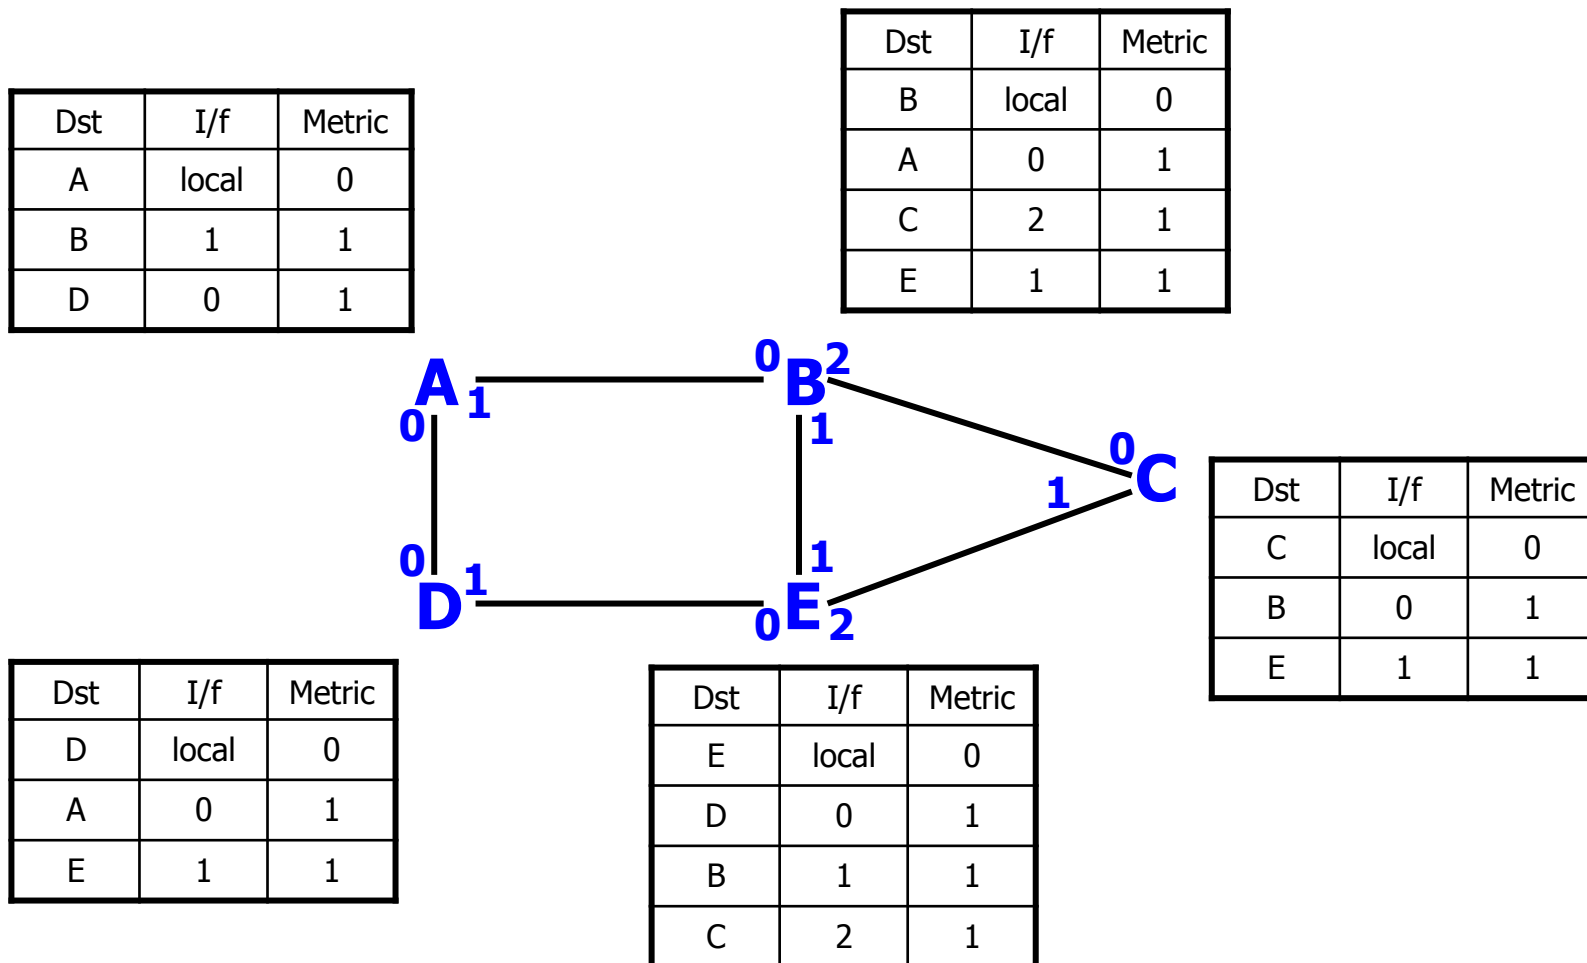 Dst I/f Metric
B local 0
A 0 1
C 2 1
E 1 1
Dst I/f Metric
A local 0
B 1 1
D 0 1
A 1 0
0 B 2 1
0 C 1
0 D 1
1 0 E 2
Dst I/f Metric
C local 0
B 0 1
E 1 1
Dst I/f Metric
D local 0
A 0 1
E 1 1
Dst I/f Metric
E local 0
D 0 1
B 1 1
C 2 1